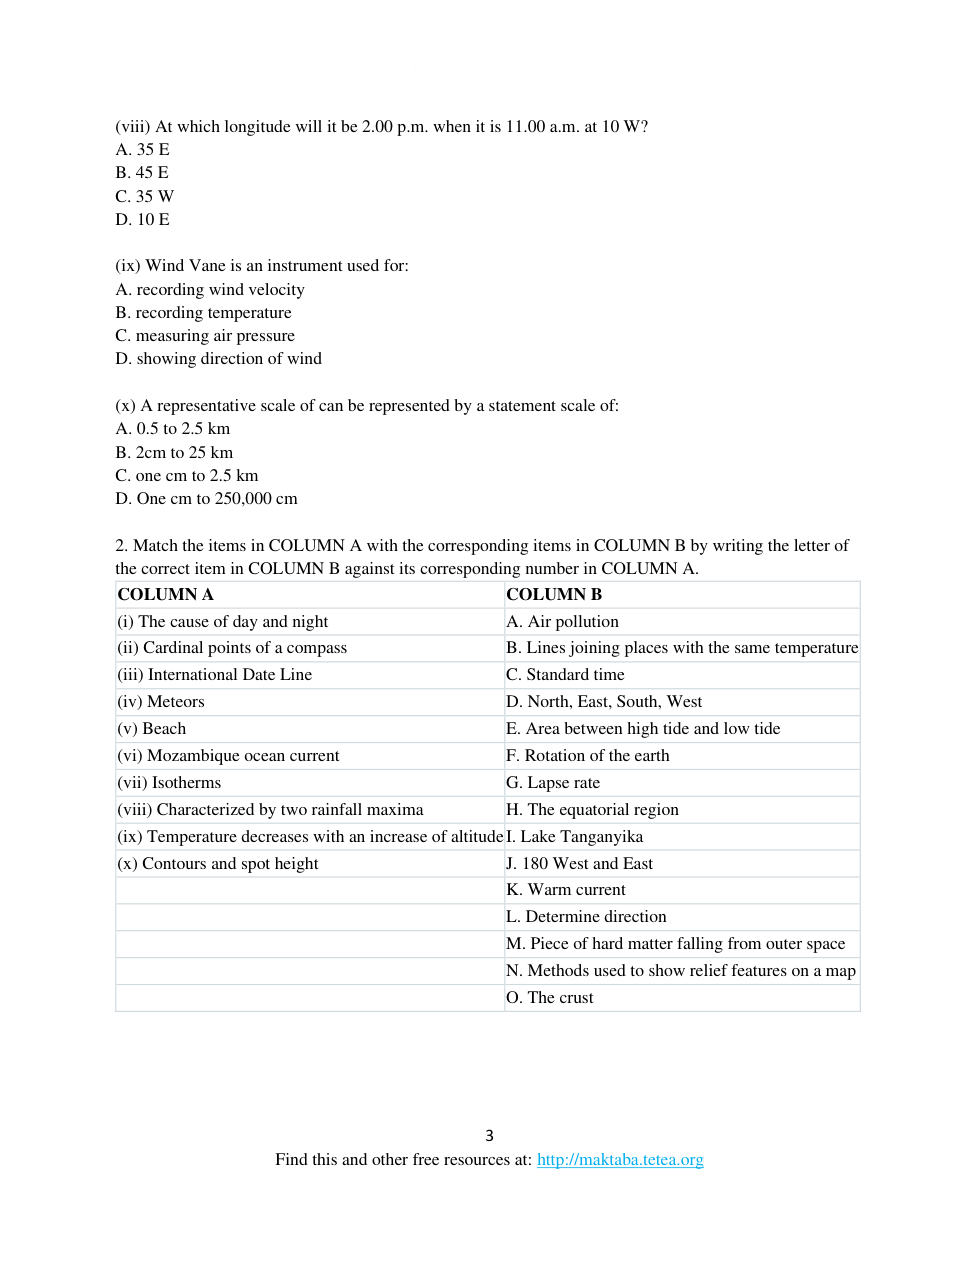 (viii) At which longitude will it be 2.00 p.m. when it is 11.00 a.m. at 10 W?
A. 35 E
B. 45 E
C. 35 W
D. 10 E
(ix) Wind Vane is an instrument used for:
A. recording wind velocity
B. recording temperature
C. measuring air pressure
D. showing direction of wind
(x) A representative scale of can be represented by a statement scale of:
A. 0.5 to 2.5 km
B. 2cm to 25 km
C. one cm to 2.5 km
D. One cm to 250,000 cm
2. Match the items in COLUMN A with the corresponding items in COLUMN B by writing the letter of
the correct item in COLUMN B against its corresponding number in COLUMN A.
COLUMN A COLUMN B
(i) The cause of day and night A. Air pollution
(ii) Cardinal points of a compass B. Lines joining places with the same temperature
(iii) International Date Line C. Standard time
(iv) Meteors D. North, East, South, West
(v) Beach E. Area between high tide and low tide
(vi) Mozambique ocean current F. Rotation of the earth
(vii) Isotherms G. Lapse rate
(viii) Characterized by two rainfall maxima H. The equatorial region
(ix) Temperature decreases with an increase of altitude I. Lake Tanganyika
(x) Contours and spot height J. 180 West and East
K. Warm current
L. Determine direction
M. Piece of hard matter falling from outer space
N. Methods used to show relief features on a map
O. The crust
3
Find this and other free resources at: http://maktaba.tetea.org